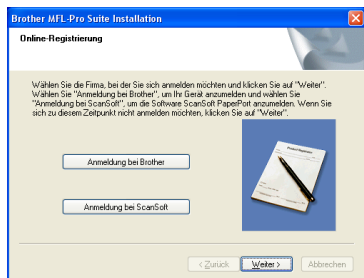 Brother MFL-Pro Suite Installation
Online-Registrierung
Wählen Sie die Firma, bei der Sie sich anmelden möchten und klicken Sie auf "Weiter".
Wählen Sie "Anmeldung bei Brother", um Ihr Gerät anzumelden und wählen Sie
"Anmeldung bei ScanSoft", um die Software ScanSoft PaperPort anzumelden. Wenn Sie
sich zu diesem Zeitpunkt nicht anmelden möchten, klicken Sie auf "Weiter".
Anmeldung bei Brother
Anmeldung bei ScanSoft
< Zurück
Weiter >
Abbrechen